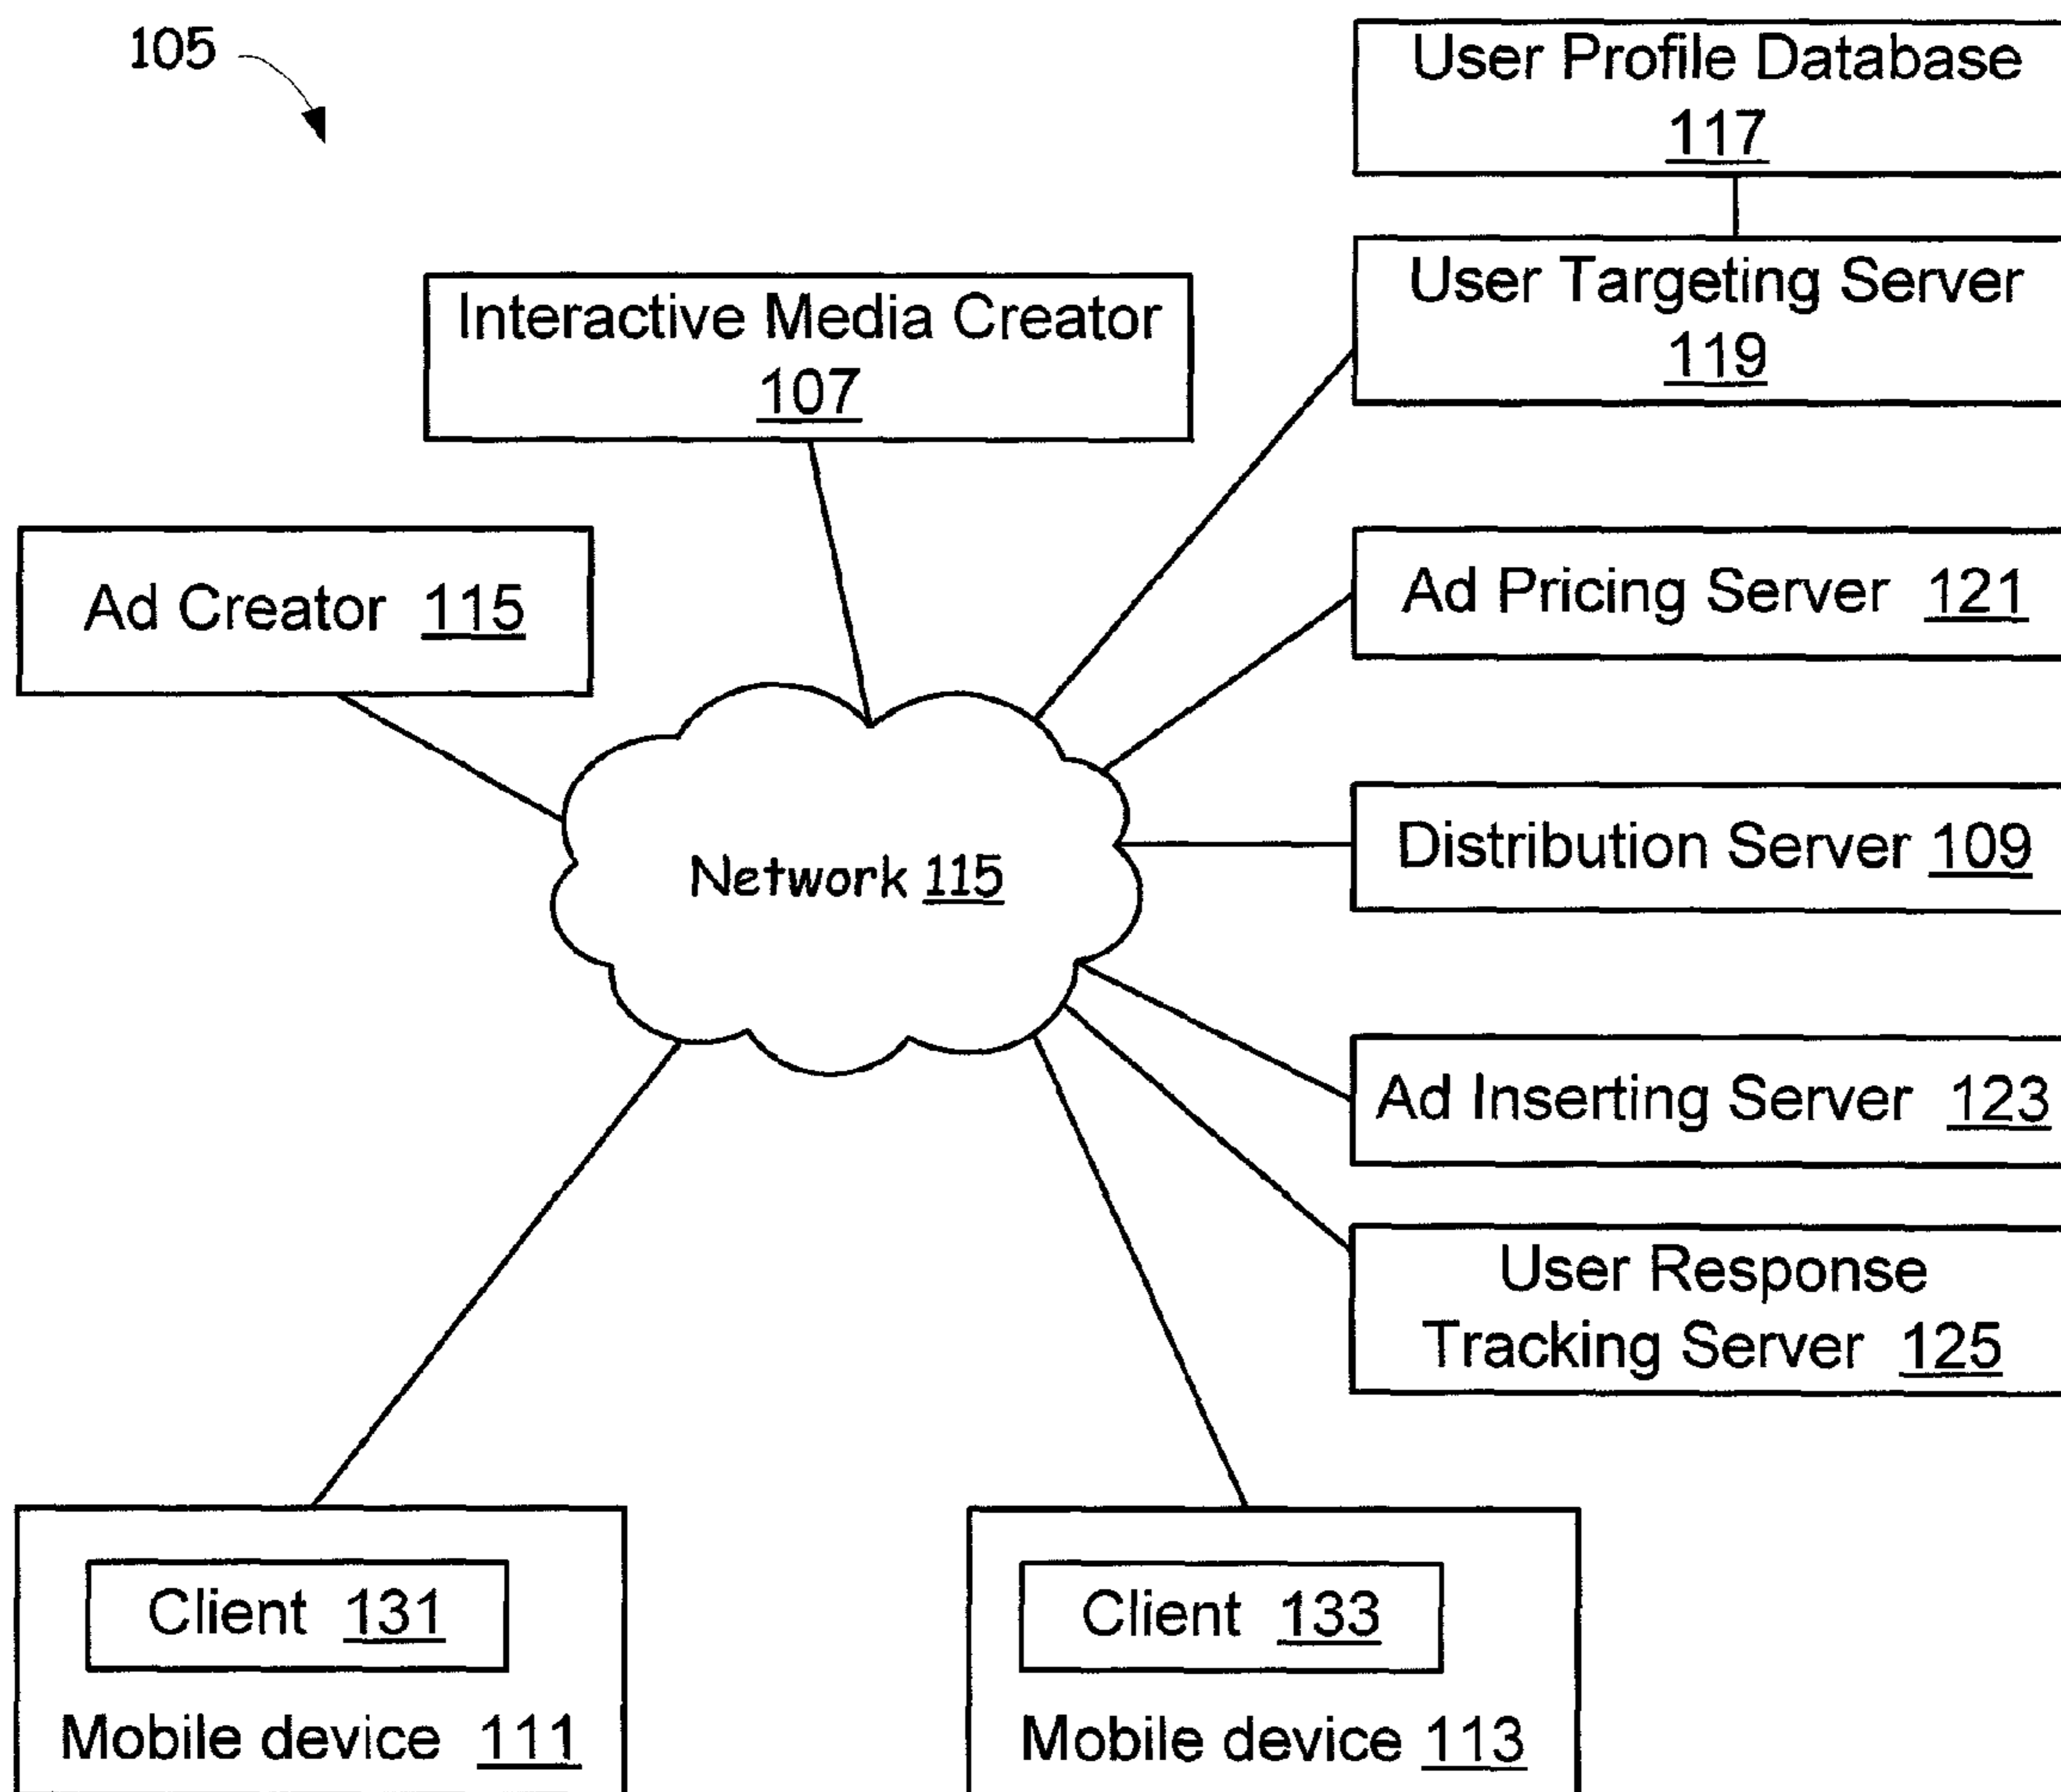 105
User Profile Database
117
User Targeting Server
119
Interactive Media Creator
107
Ad Creator 115
Ad Pricing Server 121
Network 115
Distribution Server 109
Ad Inserting Server 123
User Response
Tracking Server 125
Client 131
Mobile device 111
Client 133
Mobile device 113